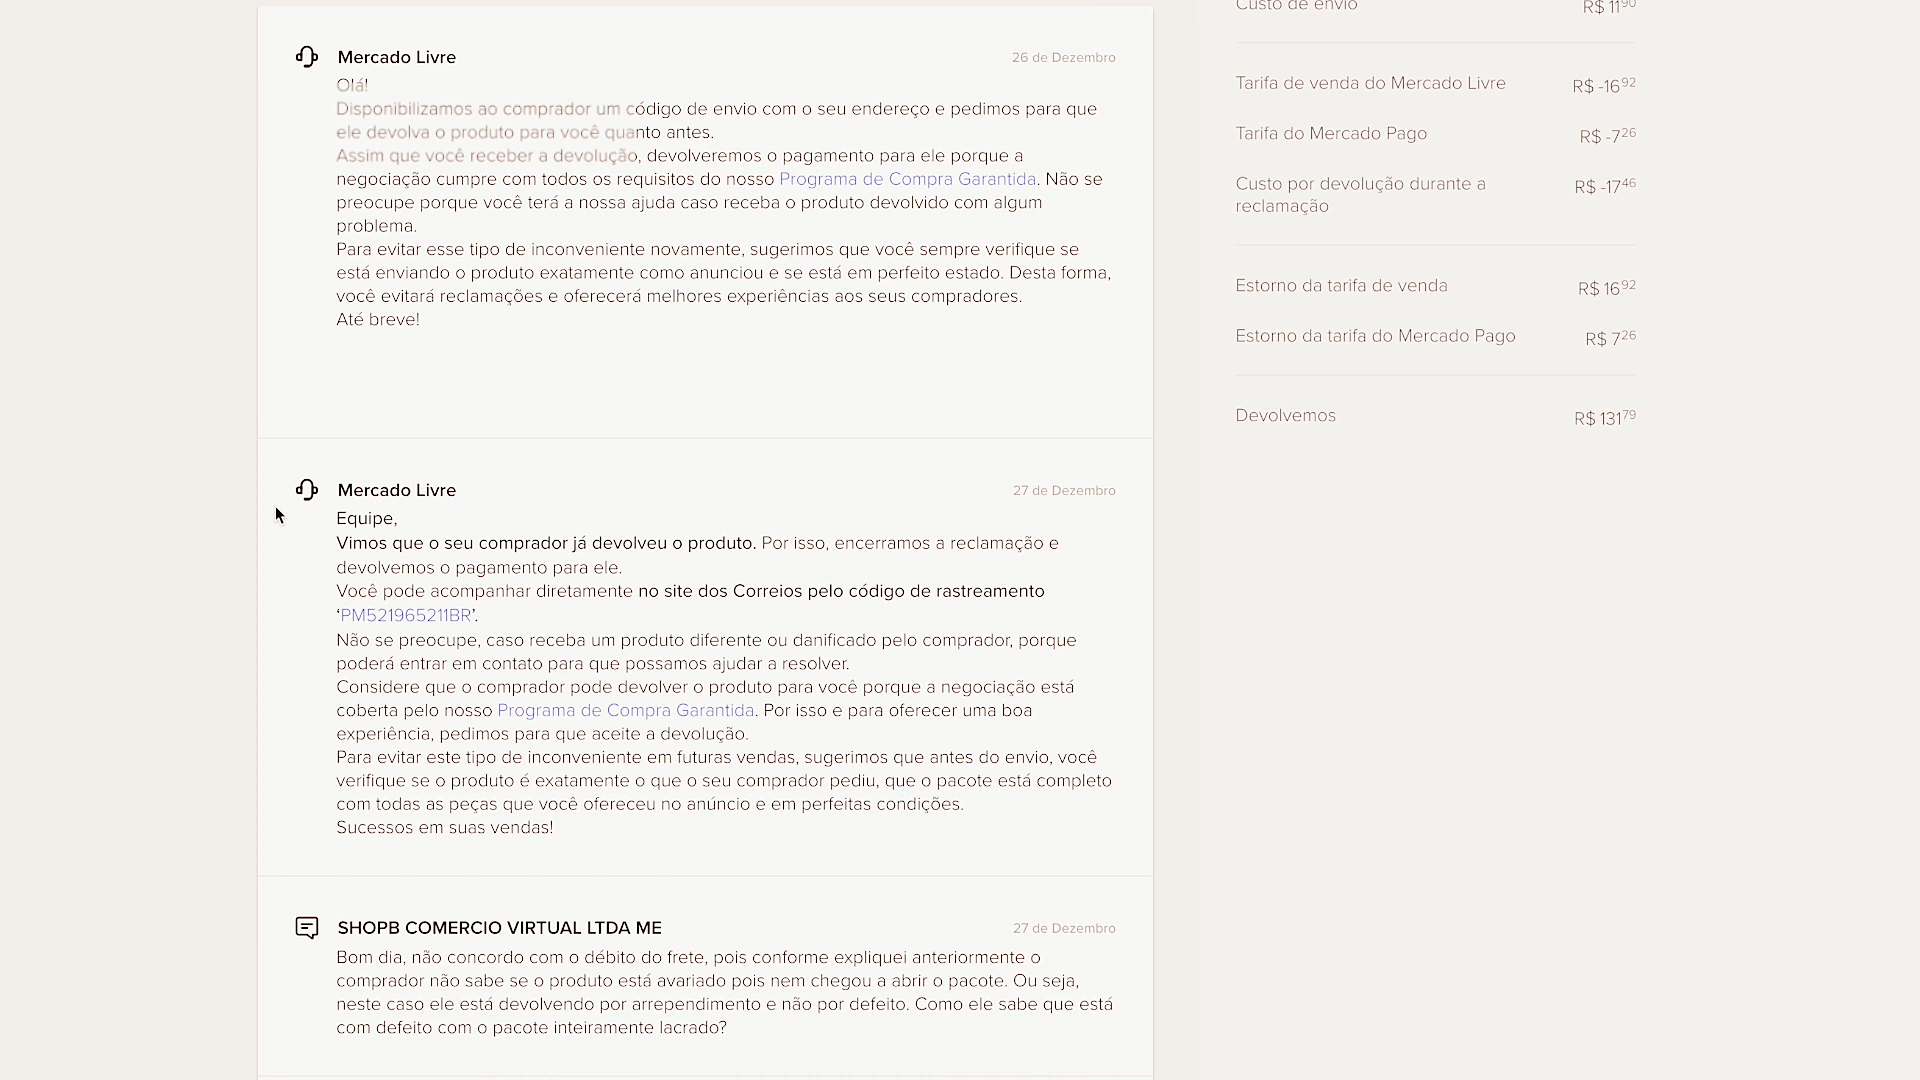 Mercado Livre
26 de Dezembro
Olá!
Disponibilizamos ao comprador um código de envio com o seu endereço e pedimos para que
ele devolva o produto para você quanto antes.
Assim que você receber a devolução, devolveremos o pagamento para ele porque a
negociação cumpre com todos os requisitos do nosso Programa de Compra Garantida. Não se
preocupe porque você terá a nossa ajuda caso receba o produto devolvido com algum
problema.
Para evitar esse tipo de inconveniente novamente, sugerimos que você sempre verifique se
está enviando o produto exatamente como anunciou e se está em perfeito estado. Desta forma,
você evitará reclamações e oferecerá melhores experiências aos seus compradores.
Até breve!
Mercado Livre
27 de Dezembro
Equipe,
Vimos que o seu comprador já devolveu o produto. Por isso, encerramos a reclamação e
devolvemos o pagamento para ele.
Você pode acompanhar diretamente no site dos Correios pelo código de rastreamento
‘PM521965211BR’.
Não se preocupe, caso receba um produto diferente ou danificado pelo comprador, porque
poderá entrar em contato para que possamos ajudar a resolver.
Considere que o comprador pode devolver o produto para você porque a negociação está
coberta pelo nosso Programa de Compra Garantida. Por isso e para oferecer uma boa
experiência, pedimos para que aceite a devolução.
Para evitar este tipo de inconveniente em futuras vendas, sugerimos que antes do envio, você
verifique se o produto é exatamente o que o seu comprador pediu, que o pacote está completo
com todas as peças que você ofereceu no anúncio e em perfeitas condições.
Sucessos em suas vendas!
SHOPB COMERCIO VIRTUAL LTDA ME
27 de Dezembro
Bom dia, não concordo com o débito do frete, pois conforme expliquei anteriormente o
comprador não sabe se o produto está avariado pois nem chegou a abrir o pacote. Ou seja,
neste caso ele está devolvendo por arrependimento e não por defeito. Como ele sabe que está
com defeito com o pacote inteiramente lacrado?
Custo de envio
R$ 11 90
Tarifa de venda do Mercado Livre
R$ -16 92
Tarifa do Mercado Pago
R$ -7 26
Custo por devolução durante a
reclamação
R$ -17 46
Estorno da tarifa de venda
R$ 16 92
Estorno da tarifa do Mercado Pago
R$ 7 26
Devolvemos
R$ 131 79